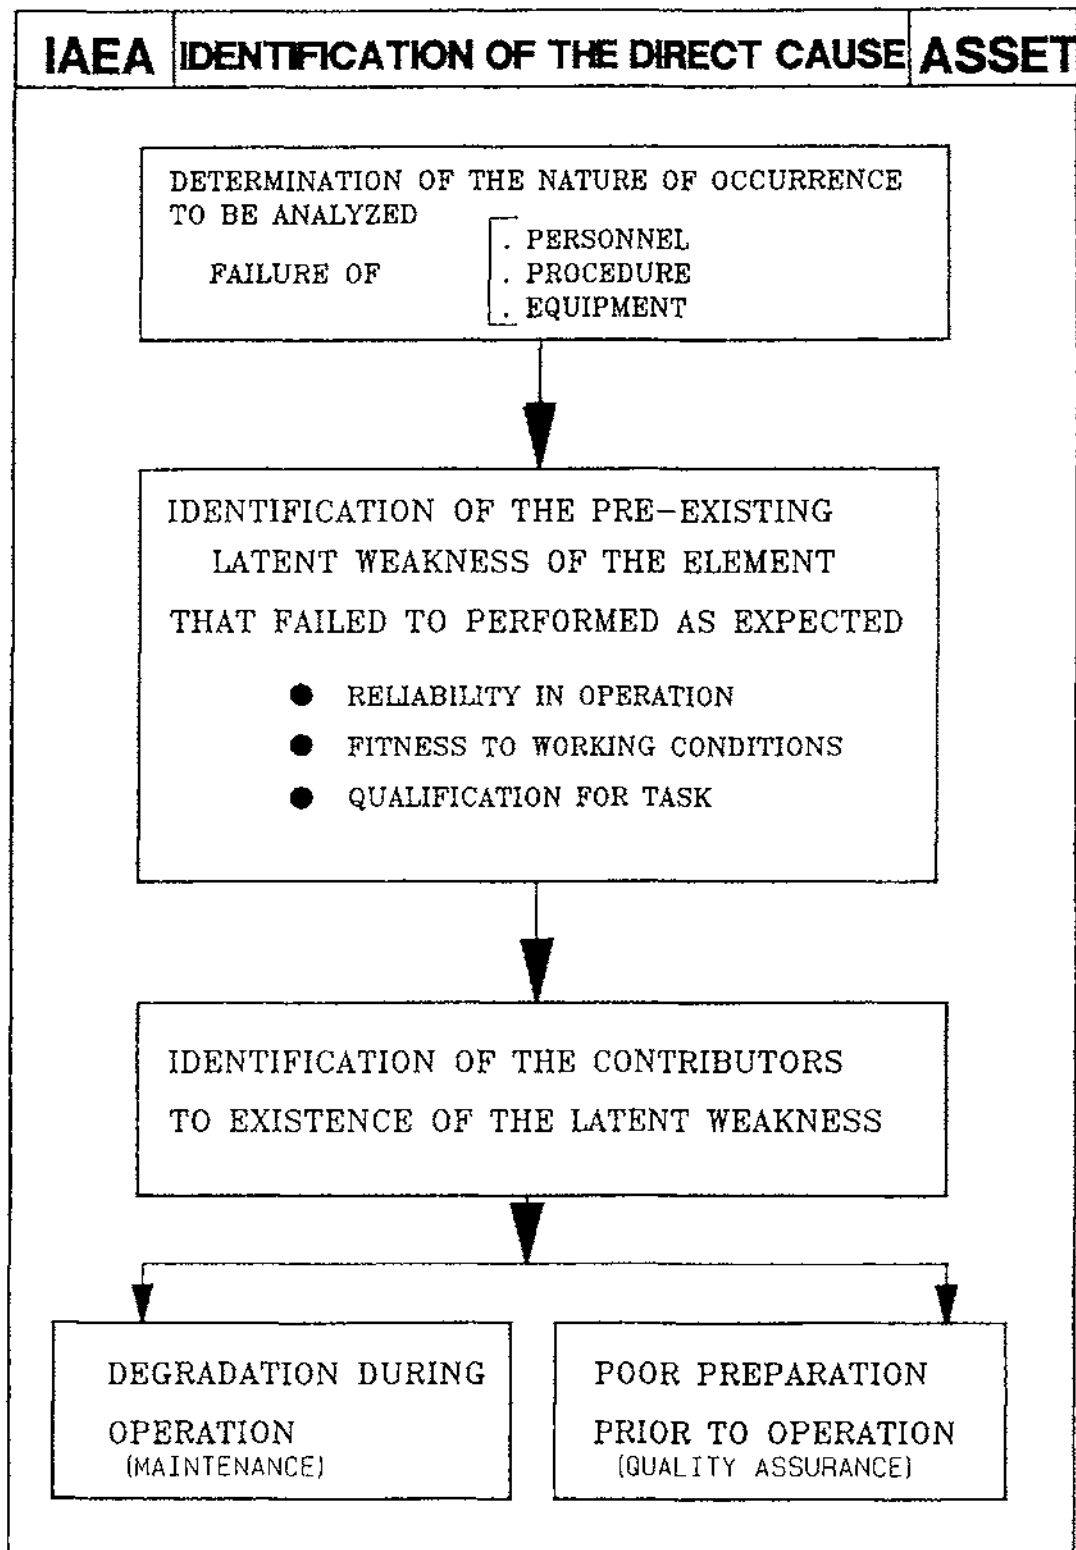 IAEA IDENTIFICATION OF THE DIRECT CAUSE ASSET
DETERMINATION OF THE NATURE OF OCCURRENCE
TO BE ANALYZED
. PERSONNEL
FAILURE OF . PROCEDURE
. EQUIPMENT
IDENTIFICATION OF THE PRE-EXISTING
LATENT WEAKNESS OF THE ELEMENT
THAT FAILED TO PERFORMED AS EXPECTED
● RELIABILITY IN OPERATION
● FITNESS TO WORKING CONDITIONS
● QUALIFICATION FOR TASK
IDENTIFICATION OF THE CONTRIBUTORS
TO EXISTENCE OF THE LATENT WEAKNESS
DEGRADATION DURING
OPERATION
(MAINTENANCE)
POOR PREPARATION
PRIOR TO OPERATION
(QUALITY ASSURANCE)